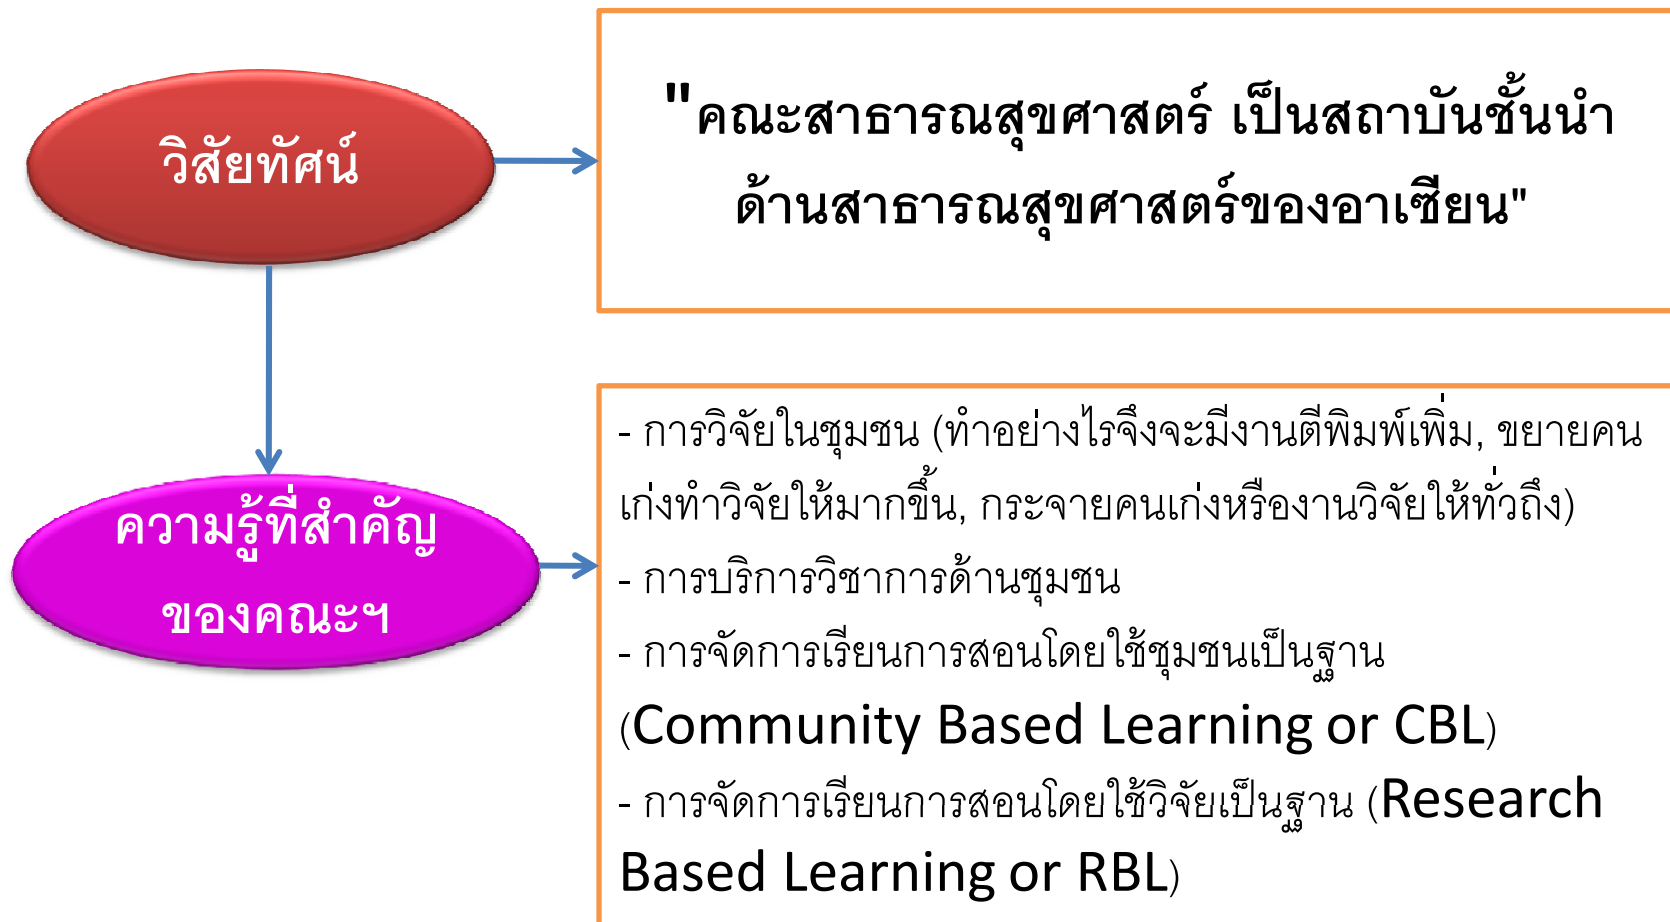 วิสัยทัศน์
"คณะสาธารณสุขศาสตร์ เป็นสถาบันชั้นนำ
ด้านสาธารณสุขศาสตร์ของอาเซียน"
ความรู้ที่สำคัญ
ของคณะฯ
- การวิจัยในชุมชน (ทำอย่างไรจึงจะมีงานตีพิมพ์เพิ่ม, ขยายคน
เก่งทำวิจัยให้มากขึ้น, กระจายคนเก่งหรืองานวิจัยให้ทั่วถึง)
- การบริการวิชาการด้านชุมชน
- การจัดการเรียนการสอนโดยใช้ชุมชนเป็นฐาน
(Community Based Learning or CBL)
- การจัดการเรียนการสอนโดยใช้วิจัยเป็นฐาน (Research
Based Learning or RBL)